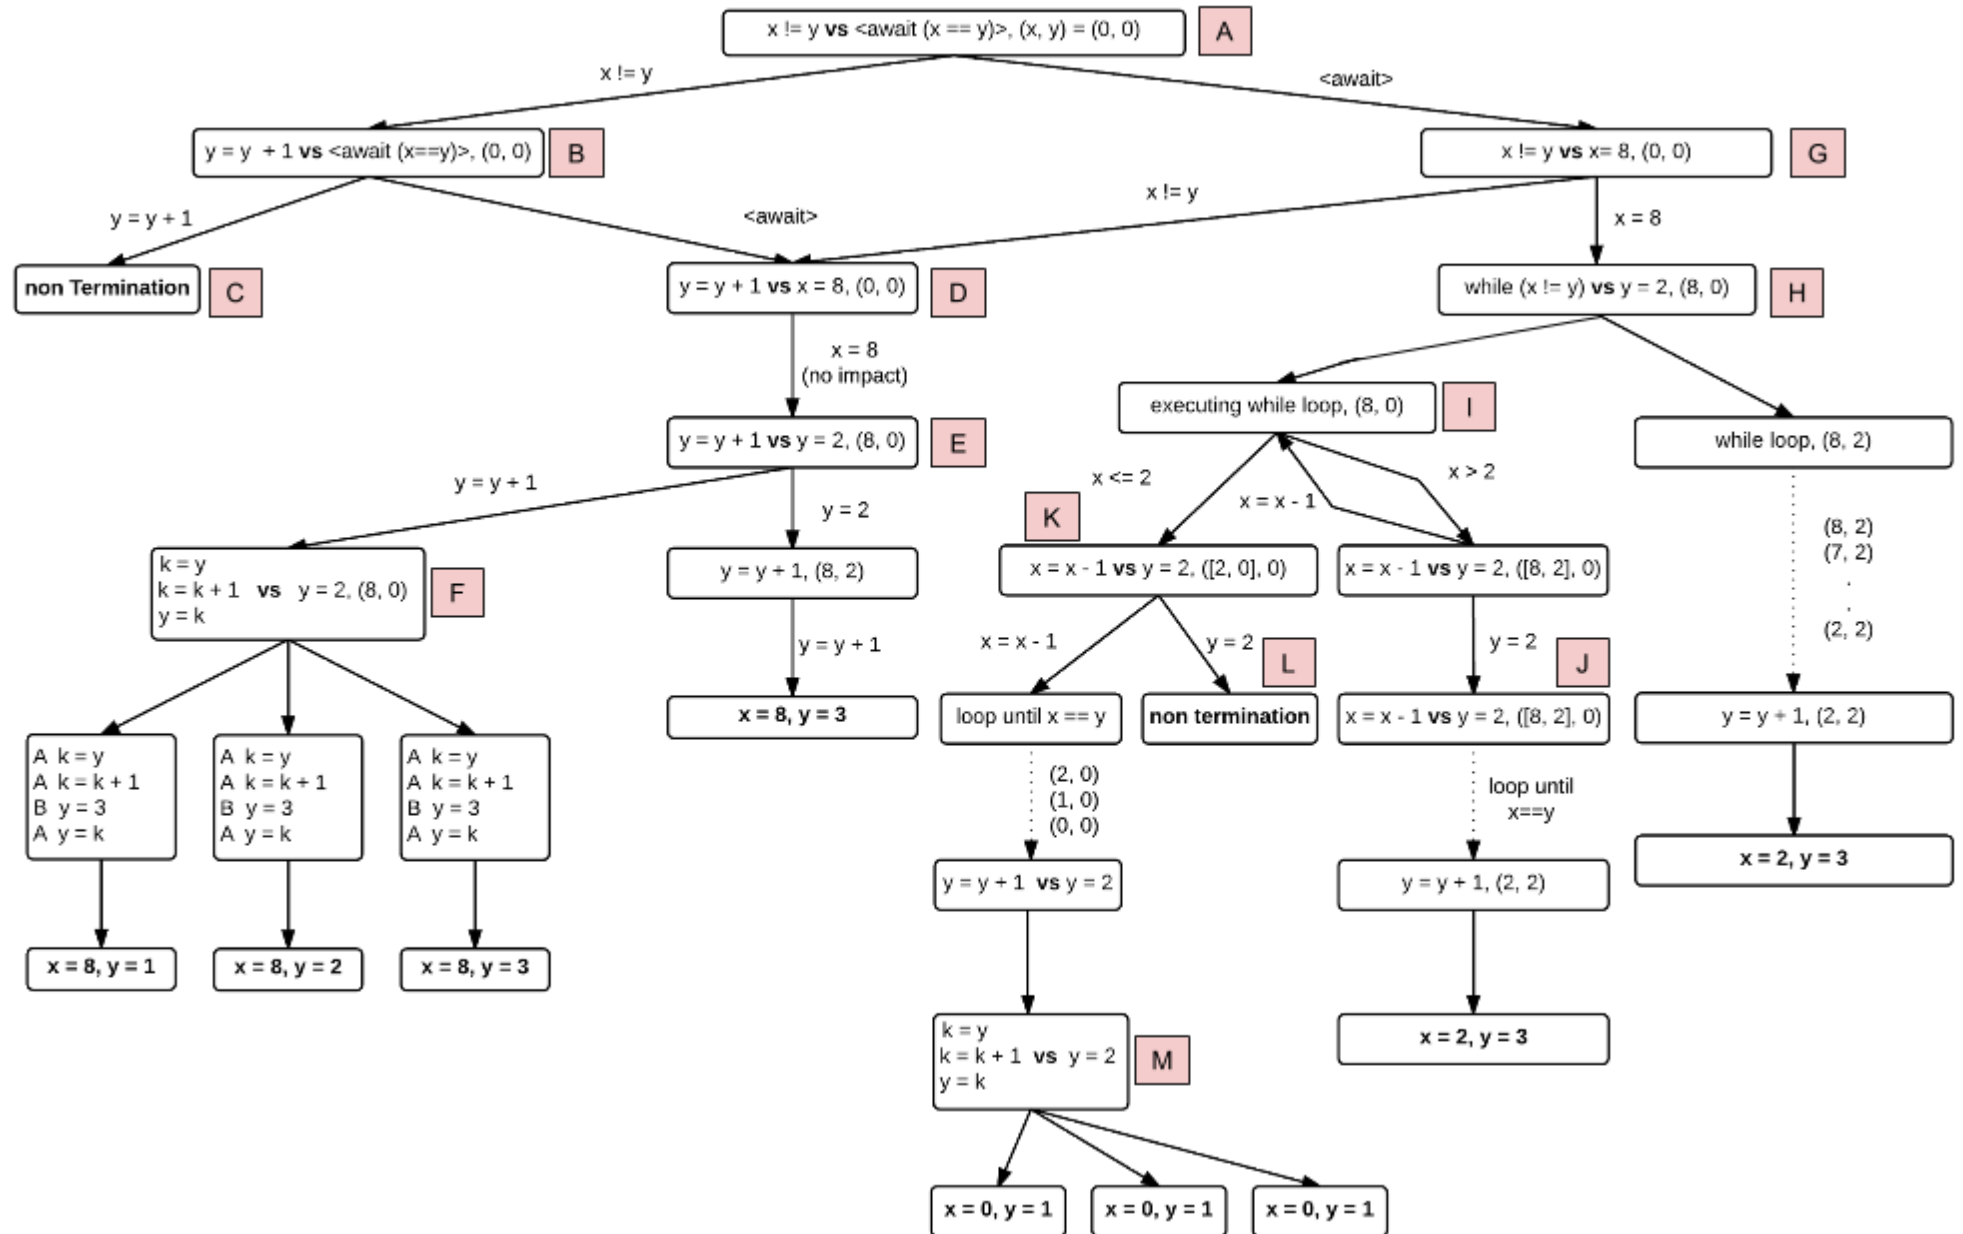 x != y vs <await (x == y)>, (x, y) = (0, 0)
A
x != y
<await>
y = y + 1 vs <await (x==y)>, (0, 0)
B
x != y vs x= 8, (0, 0)
G
y = y + 1
<await>
x != y
x = 8
non Termination
C
y = y + 1 vs x = 8, (0, 0)
D
while (x != y) vs y = 2, (8, 0)
H
x = 8
(no impact)
executing while loop, (8, 0)
I
y = y + 1 vs y = 2, (8, 0)
E
while loop, (8, 2)
y = y + 1
y = 2
x <= 2
x = x - 1
x > 2
K
(8, 2)
(7, 2)
.
.
(2, 2)
k = y
k = k + 1 vs y = 2, (8, 0)
y = k
F
y = y + 1, (8, 2)
x = x - 1 vs y = 2, ([2, 0], 0)
x = x - 1 vs y = 2, ([8, 2], 0)
y = y + 1
x = x - 1
y = 2
L
y = 2
J
x = 8, y = 3
loop until x == y
non termination
x = x - 1 vs y = 2, ([8, 2], 0)
y = y + 1, (2, 2)
A k = y
A k = k + 1
B y = 3
A y = k
A k = y
A k = k + 1
B y = 3
A y = k
A k = y
A k = k + 1
B y = 3
A y = k
(2, 0)
(1, 0)
(0, 0)
loop until
x==y
y = y + 1 vs y = 2
y = y + 1, (2, 2)
x = 2, y = 3
x = 8, y = 1
x = 8, y = 2
x = 8, y = 3
k = y
k = k + 1 vs y = 2
y = k
M
x = 2, y = 3
x = 0, y = 1
x = 0, y = 1
x = 0, y = 1